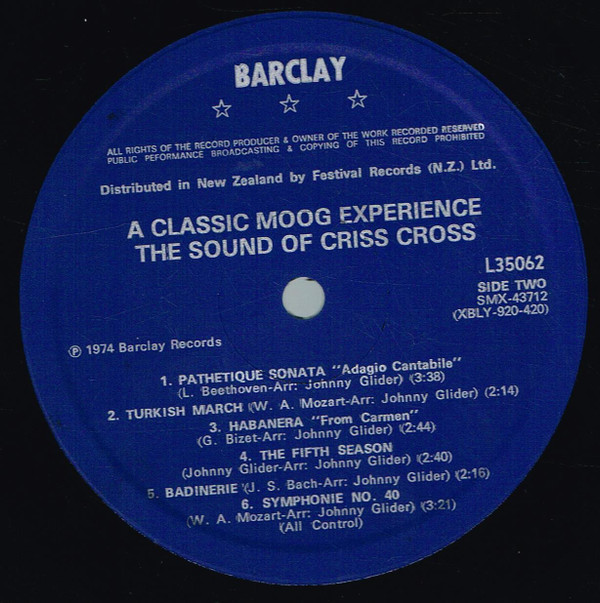 BARCLAY
ALL RIGHTS OF THE RECORD PRODUCER & OWNER OF THE WORK RECORDED RESERVED
PUBLIC PEFORMANCE BROADCASTING & COPYING OF THIS RECORD PROHIBITED
Distributed in New Zealand by Festival Records (N.Z.) Ltd.
A CLASSIC MOOG EXPERIENCE
THE SOUND OF CRISS CROSS
L35062
SIDE TWO
SMX-43712
(XBLY-920-420)
Ⓟ 1974 Barclay Records
1. PATHETIQUE SONATA "Adagio Cantabile"
(L. Beethoven-Arr: Johnny Glider) (3:38)
2. TURKISH MARCH (W. A. Mozart-Arr: Johnny Glider) (2:14)
3. HABANERA "From Carmen"
(G. Bizet-Arr: Johnny Glider) (2:44)
4. THE FIFTH SEASON
(Johnny Glider-Arr: Johnny Glider) (2:40)
5. BADINERIE (J. S. Bach-Arr: Johnny Glider) (2:16)
6. SYMPHONIE NO. 40
(W. A. Mozart-Arr: Johnny Glider) (3:21)
(All Control)